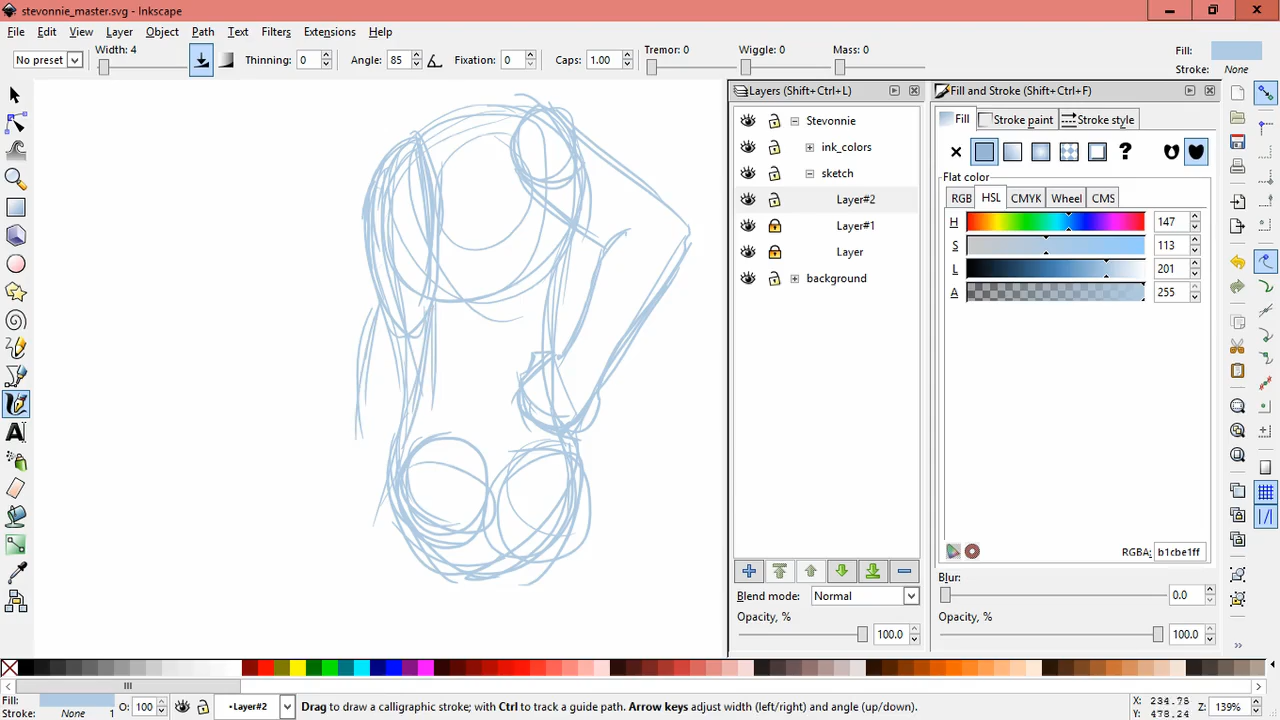 stevonnie_master.svg - Inkscape
File Edit View Layer Object Path Filters Text Extensions Help
No preset Width: 4 Thinning: 0 Angle: 85 Fixation: 0 Caps: 1.00 Tremor: 0 Wiggle: 0 Mass: 0 Fill:
Stroke: None
Layers (Shift+Ctrl+L) Fill and Stroke (Shift+Ctrl+F)
Stevonnie Fill Stroke paint Stroke style
ink_colors
sketch
Flat color
Layer#2 RGB HSL CMYK Wheel CMS
Layer#1 H 147
S 113
Layer L 201
background A 255
RGBA: b1cbe1ff
Blur:
Blend mode: Normal 0.0
Opacity, % Opacity, %
100.0 100.0
Fill:
Stroke: None 1 O: 100 •Layer#2 Drag to draw a calligraphic stroke; with Ctrl to track a guide path. Arrow keys adjust width (left/right) and angle (up/down). X: 234.78
Y: 478.24 Z: 139%